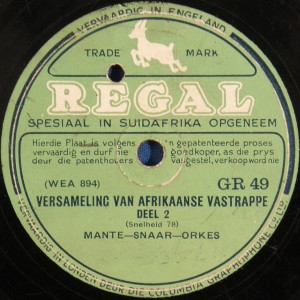 VERVAARDIG IN ENGELAND
TRADE MARK
REGAL
SPESIAAL IN SUIDAFRIKA OPGENEEM
Hierdie Plaat is volgens 'n gepatenteerde proses
vervaardig en durf nie goedkoper, as die prys
deur die patenthouers vasgestel, verkoop word nie
(WEA 894)
GR 49
VERSAMELING VAN AFRIKAANSE VASTRAPPE
DEEL 2
(Snelheid 78)
MANTE-SNAAR-ORKES
VERVAARDIG IN LONDEN DEUR DIE COLUMBIA GRAPHOPHONE CO. LTD.